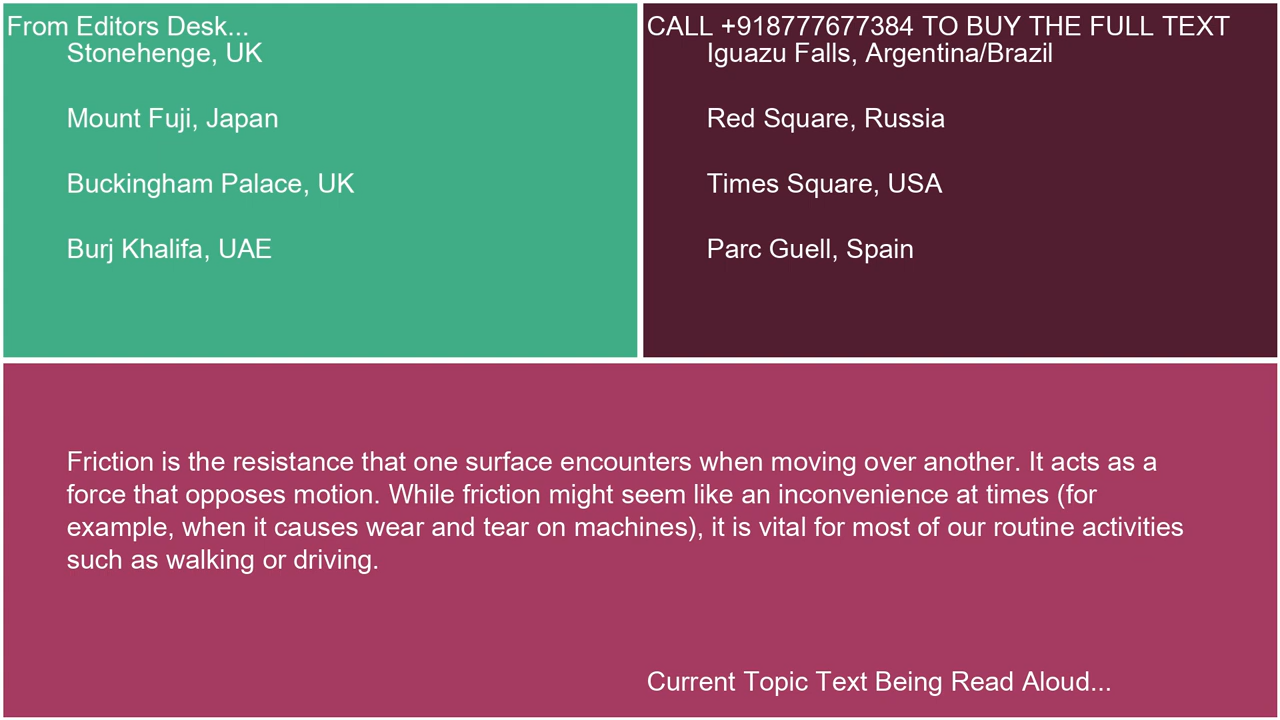 From Editors Desk...
Stonehenge, UK
Mount Fuji, Japan
Buckingham Palace, UK
Burj Khalifa, UAE
CALL +918777677384 TO BUY THE FULL TEXT
Iguazu Falls, Argentina/Brazil
Red Square, Russia
Times Square, USA
Parc Guell, Spain
Friction is the resistance that one surface encounters when moving over another. It acts as a
force that opposes motion. While friction might seem like an inconvenience at times (for
example, when it causes wear and tear on machines), it is vital for most of our routine activities
such as walking or driving.
Current Topic Text Being Read Aloud...